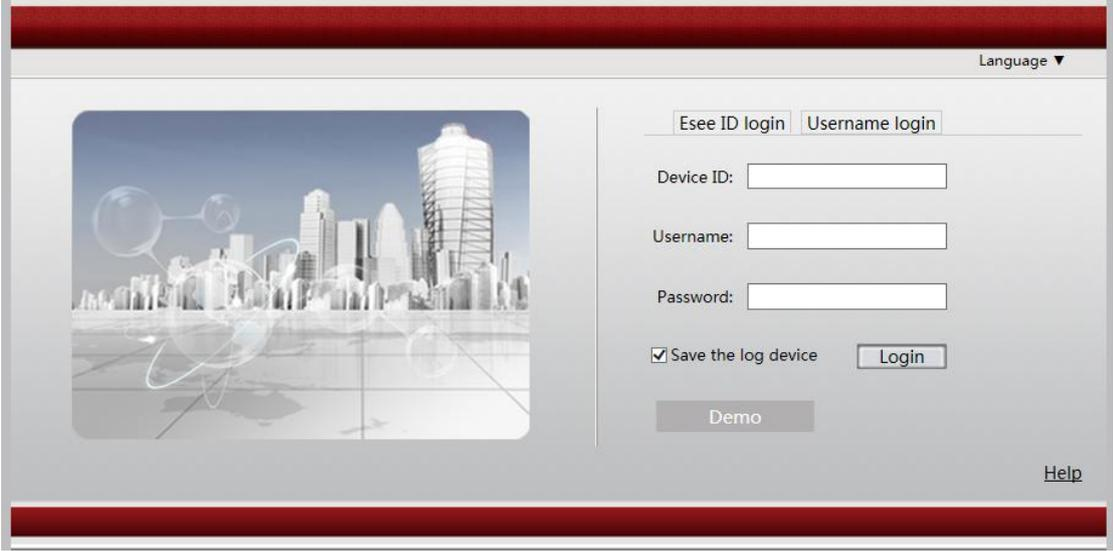 Language ▼
Esee ID login Username login
Device ID:
Username:
Password:
Save the log device Login
Demo
Help